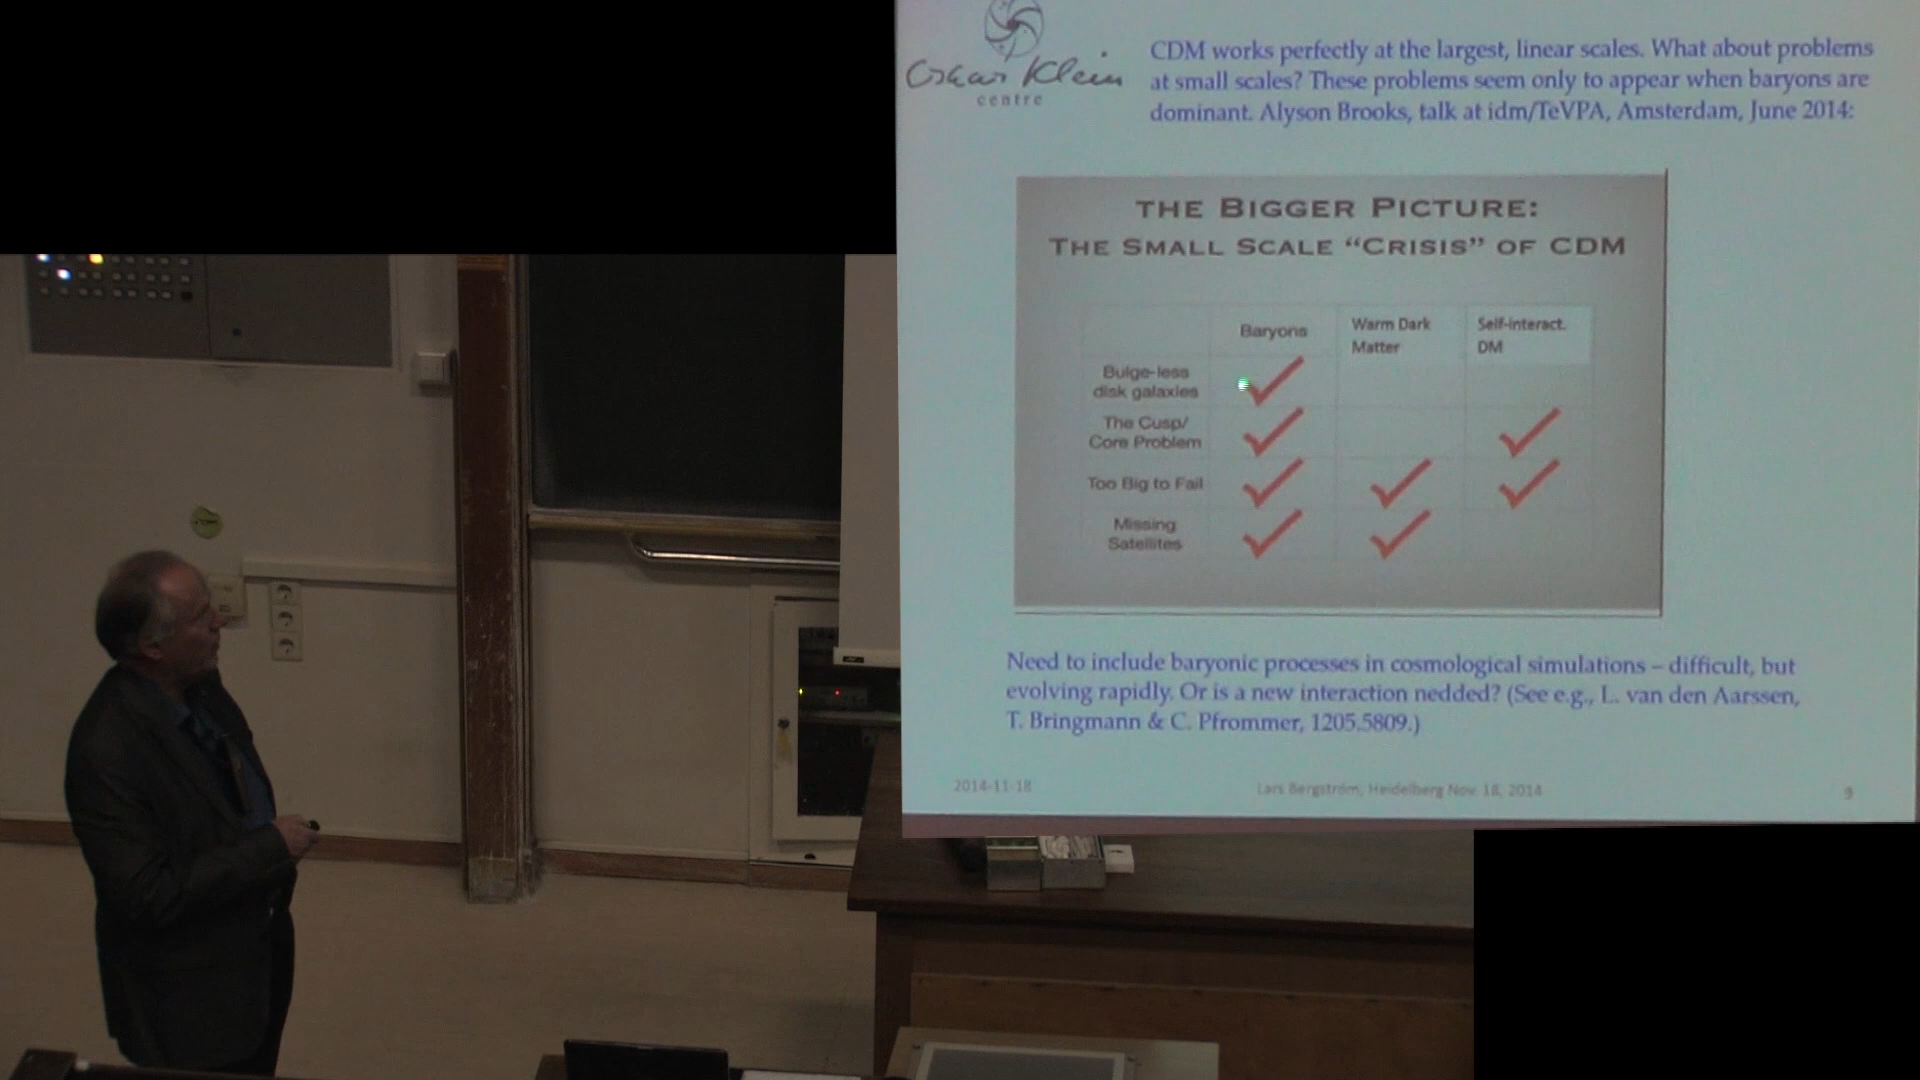 Oskar Klein
centre
CDM works perfectly at the largest, linear scales. What about problems
at small scales? These problems seem only to appear when baryons are
dominant. Alyson Brooks, talk at idm/TeVPA, Amsterdam, June 2014:
THE BIGGER PICTURE:
THE SMALL SCALE “CRISIS” OF CDM
Baryons
Warm Dark
Matter
Self-interact.
DM
Bulge-less
disk galaxies
The Cusp/
Core Problem
Too Big to Fail
Missing
Satellites
Need to include baryonic processes in cosmological simulations – difficult, but
evolving rapidly. Or is a new interaction nedded? (See e.g., L. van den Aarssen,
T. Bringmann & C. Pfrommer, 1205.5809.)
2014-11-18
Lars Bergström, Heidelberg Nov. 18, 2014
9